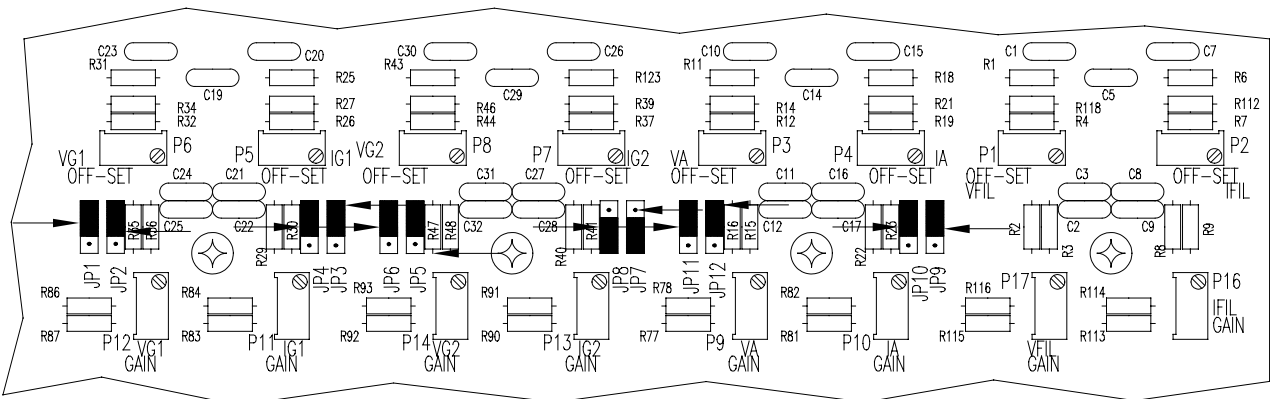 C23 C20 C30 C26 C10 C15 C1 C7
R31 R25 R43 R123 R11 R18 R1 R6
C19 C29 C14 C5
R34 R27 R46 R39 R14 R21 R118 R112
R32 R26 R44 R37 R12 R19 R4 R7
P6 P5 P8 P7 P3 P4 P1 P2
VG1 IG1 VG2 IG2 VA IA
OFF-SET OFF-SET OFF-SET OFF-SET OFF-SET OFF-SET OFF-SET OFF-SET
VFIL IFIL
C24 C21 C31 C27 C11 C16 C3 C8
C25 C22 C32 C28 C12 C17 C2 C9
R35 R36 R29 R30 R47 R48 R40 R41 R16 R15 R22 R23 R2 R3 R8 R9
JP1 JP2 JP4 JP3 JP6 JP5 JP8 JP7 JP11 JP12 JP10 JP9
R86 R84 R93 R91 R78 R82 R116 P17 R114 P16
R87 R83 R92 R90 R77 R81 R115 R113
IFIL
GAIN
P12 VG1 P11 IG1 P14 VG2 P13 IG2 P9 VA P10 IA VFIL
GAIN GAIN GAIN GAIN GAIN GAIN GAIN